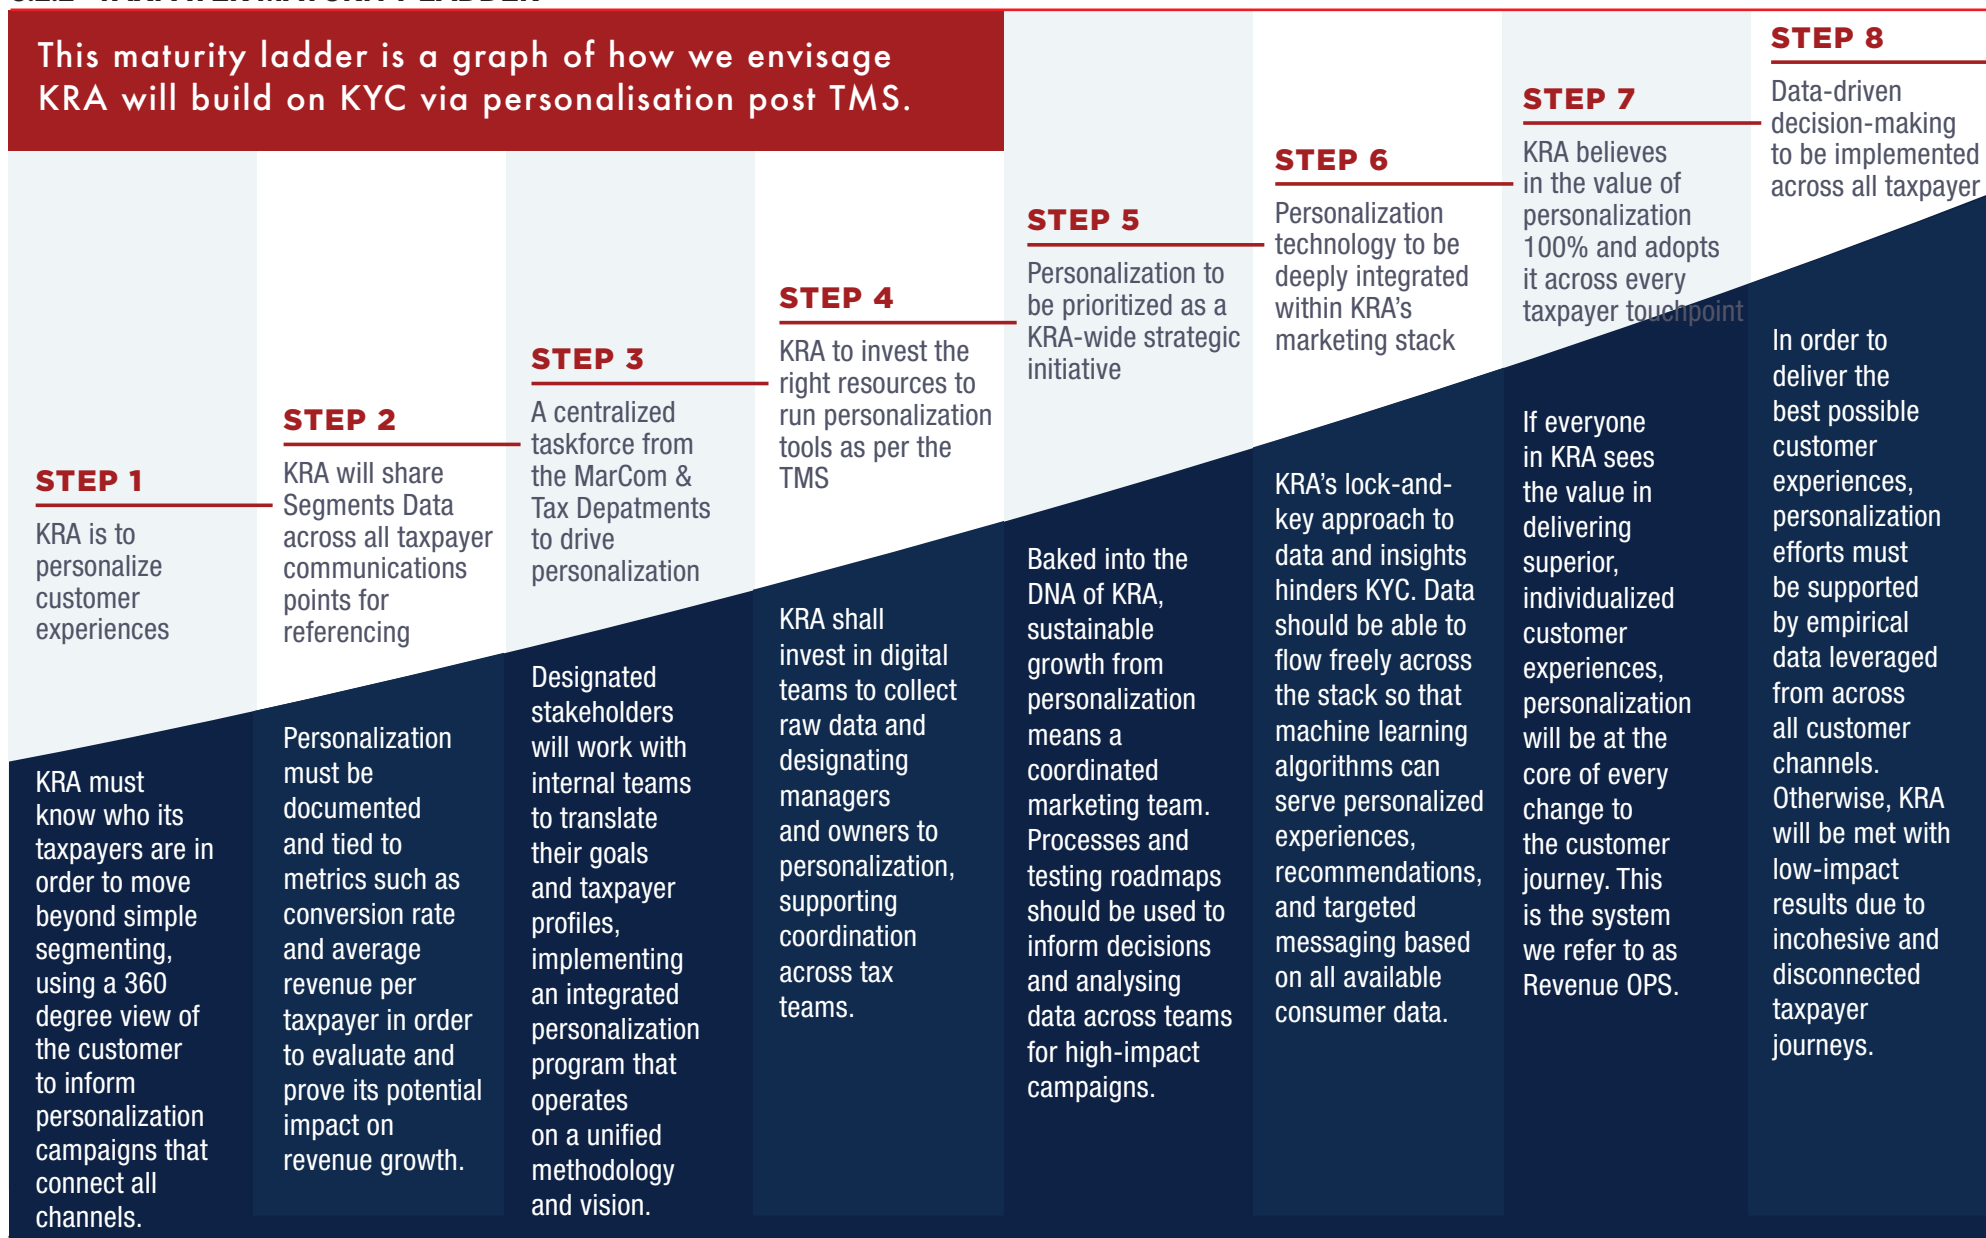 This maturity ladder is a graph of how we envisage
KRA will build on KYC via personalisation post TMS.
STEP 1
KRA is to
personalize
customer
experiences
KRA must
know who its
taxpayers are in
order to move
beyond simple
segmenting,
using a 360
degree view of
the customer
to inform
personalization
campaigns that
connect all
channels.
STEP 2
KRA will share
Segments Data
across all taxpayer
communications
points for
referencing
Personalization
must be
documented
and tied to
metrics such as
conversion rate
and average
revenue per
taxpayer in order
to evaluate and
prove its potential
impact on
revenue growth.
STEP 3
A centralized
taskforce from
the MarCom &
Tax Depatments
to drive
personalization
Designated
stakeholders
will work with
internal teams
to translate
their goals
and taxpayer
profiles,
implementing
an integrated
personalization
program that
operates
on a unified
methodology
and vision.
STEP 4
KRA to invest the
right resources to
run personalization
tools as per the
TMS
KRA shall
invest in digital
teams to collect
raw data and
designating
managers
and owners to
personalization,
supporting
coordination
across tax
teams.
STEP 5
Personalization to
be prioritized as a
KRA-wide strategic
initiative
Baked into the
DNA of KRA,
sustainable
growth from
personalization
means a
coordinated
marketing team.
Processes and
testing roadmaps
should be used to
inform decisions
and analysing
data across teams
for high-impact
campaigns.
STEP 6
Personalization
technology to be
deeply integrated
within KRA's
marketing stack
KRA's lock-and-
key approach to
data and insights
hinders KYC. Data
should be able to
flow freely across
the stack so that
machine learning
algorithms can
serve personalized
experiences,
recommendations,
and targeted
messaging based
on all available
consumer data.
STEP 7
KRA believes
in the value of
personalization
100% and adopts
it across every
taxpayer touchpoint
If everyone
in KRA sees
the value in
delivering
superior,
individualized
customer
experiences,
personalization
will be at the
core of every
change to
the customer
journey. This
is the system
we refer to as
Revenue OPS.
STEP 8
Data-driven
decision-making
to be implemented
across all taxpayer
In order to
deliver the
best possible
customer
experiences,
personalization
efforts must
be supported
by empirical
data leveraged
from across
all customer
channels.
Otherwise, KRA
will be met with
low-impact
results due to
incohesive and
disconnected
taxpayer
journeys.